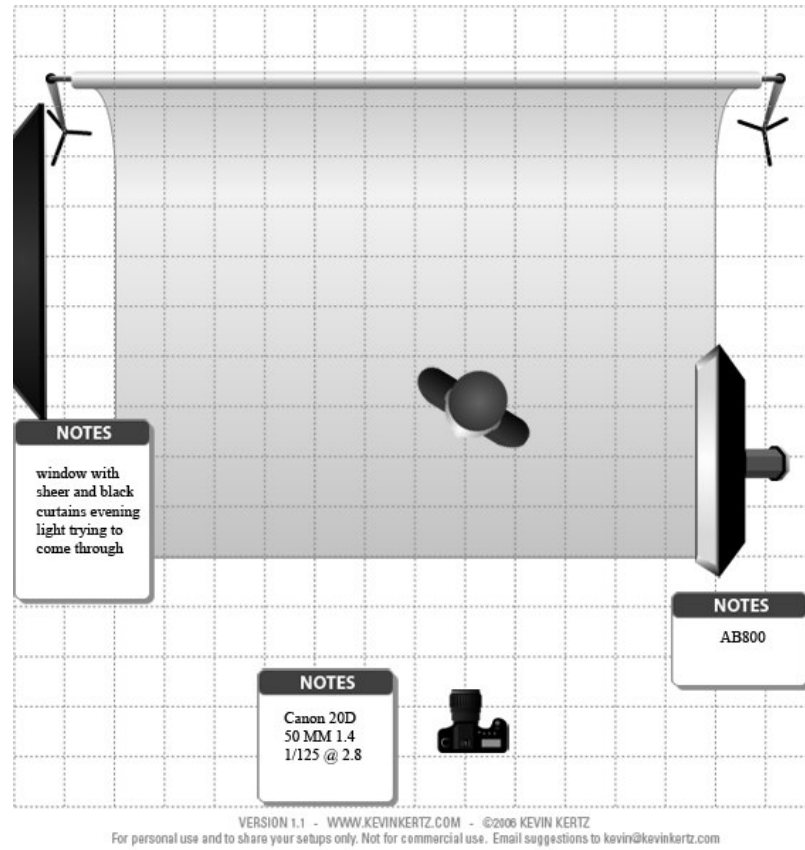 NOTES
window with
sheer and black
curtains evening
light trying to
come through
NOTES
AB800
NOTES
Canon 20D
50 MM 1.4
1/125 @ 2.8
VERSION 1.1 - WWW.KEVINKERTZ.COM - ©2006 KEVIN KERTZ
For personal use and to share your setups only. Not for commercial use. Email suggestions to kevin@kevinkertz.com